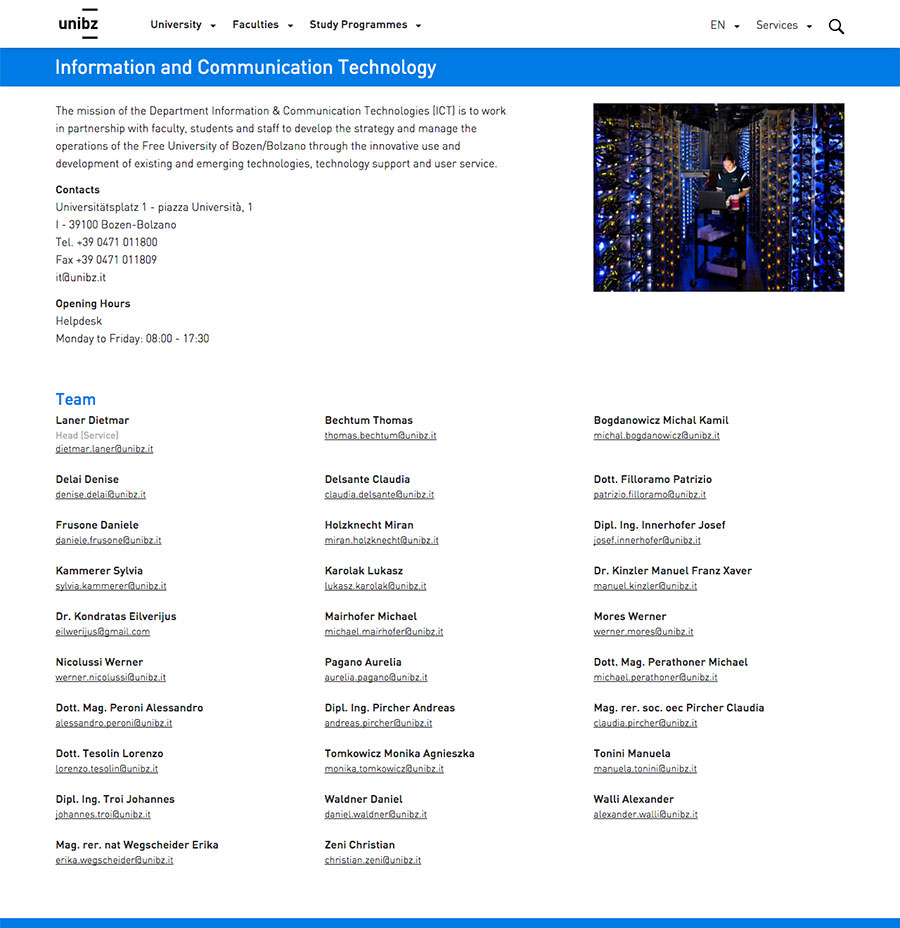 unibz
University
Faculties
Study Programmes
EN
Services
Information and Communication Technology
The mission of the Department Information & Communication Technologies (ICT) is to work
in partnership with faculty, students and staff to develop the strategy and manage the
operations of the Free University of Bozen/Bolzano through the innovative use and
development of existing and emerging technologies, technology support and user service.
Contacts
Universitätsplatz 1 - piazza Università, 1
I - 39100 Bozen-Bolzano
Tel. +39 0471 011800
Fax +39 0471 011809
it@unibz.it
Opening Hours
Helpdesk
Monday to Friday: 08:00 - 17:30
Team
Laner Dietmar
Head (Service)
dietmar.laner@unibz.it
Bechtum Thomas
thomas.bechtum@unibz.it
Bogdanowicz Michal Kamil
michal.bogdanowicz@unibz.it
Delai Denise
denise.delai@unibz.it
Delsante Claudia
claudia.delsante@unibz.it
Dott. Filloramo Patrizio
patrizio.filloramo@unibz.it
Frusone Daniele
daniele.frusone@unibz.it
Holzknecht Miran
miran.holzknecht@unibz.it
Dipl. Ing. Innerhofer Josef
josef.innerhofer@unibz.it
Kammerer Sylvia
sylvia.kammerer@unibz.it
Karolak Lukasz
lukasz.karolak@unibz.it
Dr. Kinzler Manuel Franz Xaver
manuel.kinzler@unibz.it
Dr. Kondratas Eilverijus
eilwerijus@gmail.com
Mairhofer Michael
michael.mairhofer@unibz.it
Mores Werner
werner.mores@unibz.it
Nicolussi Werner
werner.nicolussi@unibz.it
Pagano Aurelia
aurelia.pagano@unibz.it
Dott. Mag. Perathoner Michael
michael.perathoner@unibz.it
Dott. Mag. Peroni Alessandro
alessandro.peroni@unibz.it
Dipl. Ing. Pircher Andreas
andreas.pircher@unibz.it
Mag. rer. soc. oec Pircher Claudia
claudia.pircher@unibz.it
Dott. Tesolin Lorenzo
lorenzo.tesolin@unibz.it
Tomkowicz Monika Agnieszka
monika.tomkowicz@unibz.it
Tonini Manuela
manuela.tonini@unibz.it
Dipl. Ing. Troi Johannes
johannes.troi@unibz.it
Waldner Daniel
daniel.waldner@unibz.it
Walli Alexander
alexander.walli@unibz.it
Mag. rer. nat Wegscheider Erika
erika.wegscheider@unibz.it
Zeni Christian
christian.zeni@unibz.it